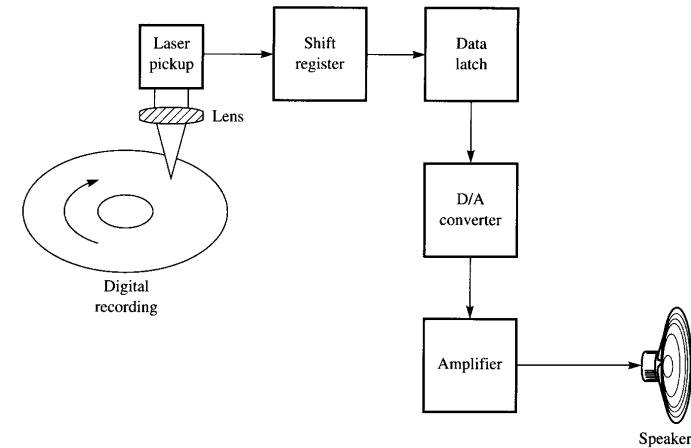 Laser
pickup
Shift
register
Data
latch
Lens
D/A
converter
Digital
recording
Amplifier
Speaker